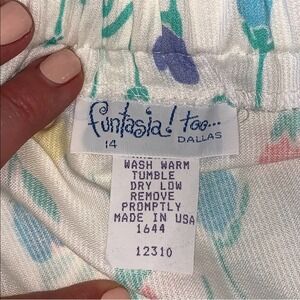 funtasia! too...
14 DALLAS
WASH WARM
TUMBLE
DRY LOW
REMOVE
PROMPTLY
MADE IN USA
1644
12310